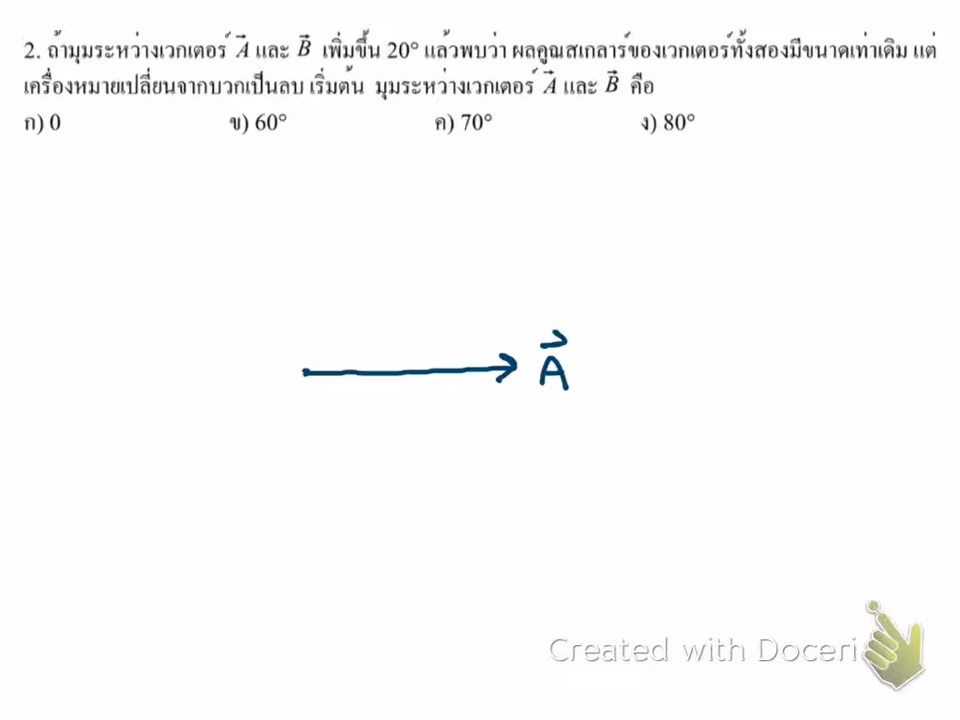 2. ถ้ามุมระหว่างเวกเตอร์ A⃗ และ B⃗ เพิ่มขึ้น 20° แล้วพบว่า ผลคูณสเกลาร์ของเวกเตอร์ทั้งสองมีขนาดเท่าเดิม แต่
เครื่องหมายเปลี่ยนจากบวกเป็นลบ เริ่มต้น มุมระหว่างเวกเตอร์ A⃗ และ B⃗ คือ
ก) 0 ข) 60° ค) 70° ง) 80°
A⃗
Created with Doceri